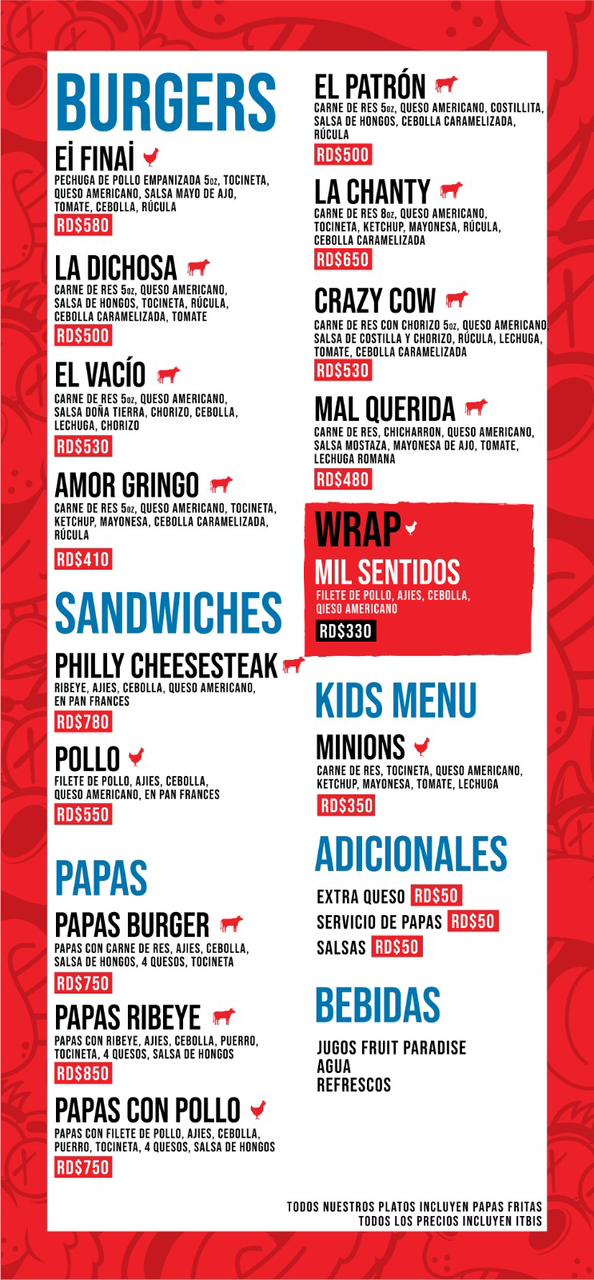 BURGERS
Eİ FINAİ
PECHUGA DE POLLO EMPANIZADA 5oz, TOCINETA,
QUESO AMERICANO, SALSA MAYO DE AJO,
TOMATE, CEBOLLA, RÚCULA
RD$580
LA DICHOSA
CARNE DE RES 5oz, QUESO AMERICANO,
SALSA DE HONGOS, TOCINETA, RÚCULA,
CEBOLLA CARAMELIZADA, TOMATE
RD$500
EL VACÍO
CARNE DE RES 5oz, QUESO AMERICANO,
SALSA DOÑA TIERRA, CHORIZO, CEBOLLA,
LECHUGA, CHORIZO
RD$530
AMOR GRINGO
CARNE DE RES 5oz, QUESO AMERICANO, TOCINETA,
KETCHUP, MAYONESA, CEBOLLA CARAMELIZADA,
RÚCULA
RD$410
SANDWICHES
PHILLY CHEESESTEAK
RIBEYE, AJIES, CEBOLLA, QUESO AMERICANO,
EN PAN FRANCES
RD$780
POLLO
FILETE DE POLLO, AJIES, CEBOLLA,
QUESO AMERICANO, EN PAN FRANCES
RD$550
PAPAS
PAPAS BURGER
PAPAS CON CARNE DE RES, AJIES, CEBOLLA,
SALSA DE HONGOS, 4 QUESOS, TOCINETA
RD$750
PAPAS RIBEYE
PAPAS CON RIBEYE, AJIES, CEBOLLA, PUERRO,
TOCINETA, 4 QUESOS, SALSA DE HONGOS
RD$850
PAPAS CON POLLO
PAPAS CON FILETE DE POLLO, AJIES, CEBOLLA,
PUERRO, TOCINETA, 4 QUESOS, SALSA DE HONGOS
RD$750
EL PATRÓN
CARNE DE RES 5oz, QUESO AMERICANO, COSTILLITA,
SALSA DE HONGOS, CEBOLLA CARAMELIZADA,
RÚCULA
RD$500
LA CHANTY
CARNE DE RES 8oz, QUESO AMERICANO,
TOCINETA, KETCHUP, MAYONESA, RÚCULA,
CEBOLLA CARAMELIZADA
RD$650
CRAZY COW
CARNE DE RES CON CHORIZO 5oz, QUESO AMERICANO,
SALSA DE COSTILLA Y CHORIZO, RÚCULA, LECHUGA,
TOMATE, CEBOLLA CARAMELIZADA
RD$530
MAL QUERIDA
CARNE DE RES, CHICHARRON, QUESO AMERICANO,
SALSA MOSTAZA, MAYONESA DE AJO, TOMATE,
LECHUGA ROMANA
RD$480
WRAP
MIL SENTIDOS
FILETE DE POLLO, AJIES, CEBOLLA,
QIESO AMERICANO
RD$330
KIDS MENU
MINIONS
CARNE DE RES, TOCINETA, QUESO AMERICANO,
KETCHUP, MAYONESA, TOMATE, LECHUGA
RD$350
ADICIONALES
EXTRA QUESO RD$50
SERVICIO DE PAPAS RD$50
SALSAS RD$50
BEBIDAS
JUGOS FRUIT PARADISE
AGUA
REFRESCOS
TODOS NUESTROS PLATOS INCLUYEN PAPAS FRITAS
TODOS LOS PRECIOS INCLUYEN ITBIS